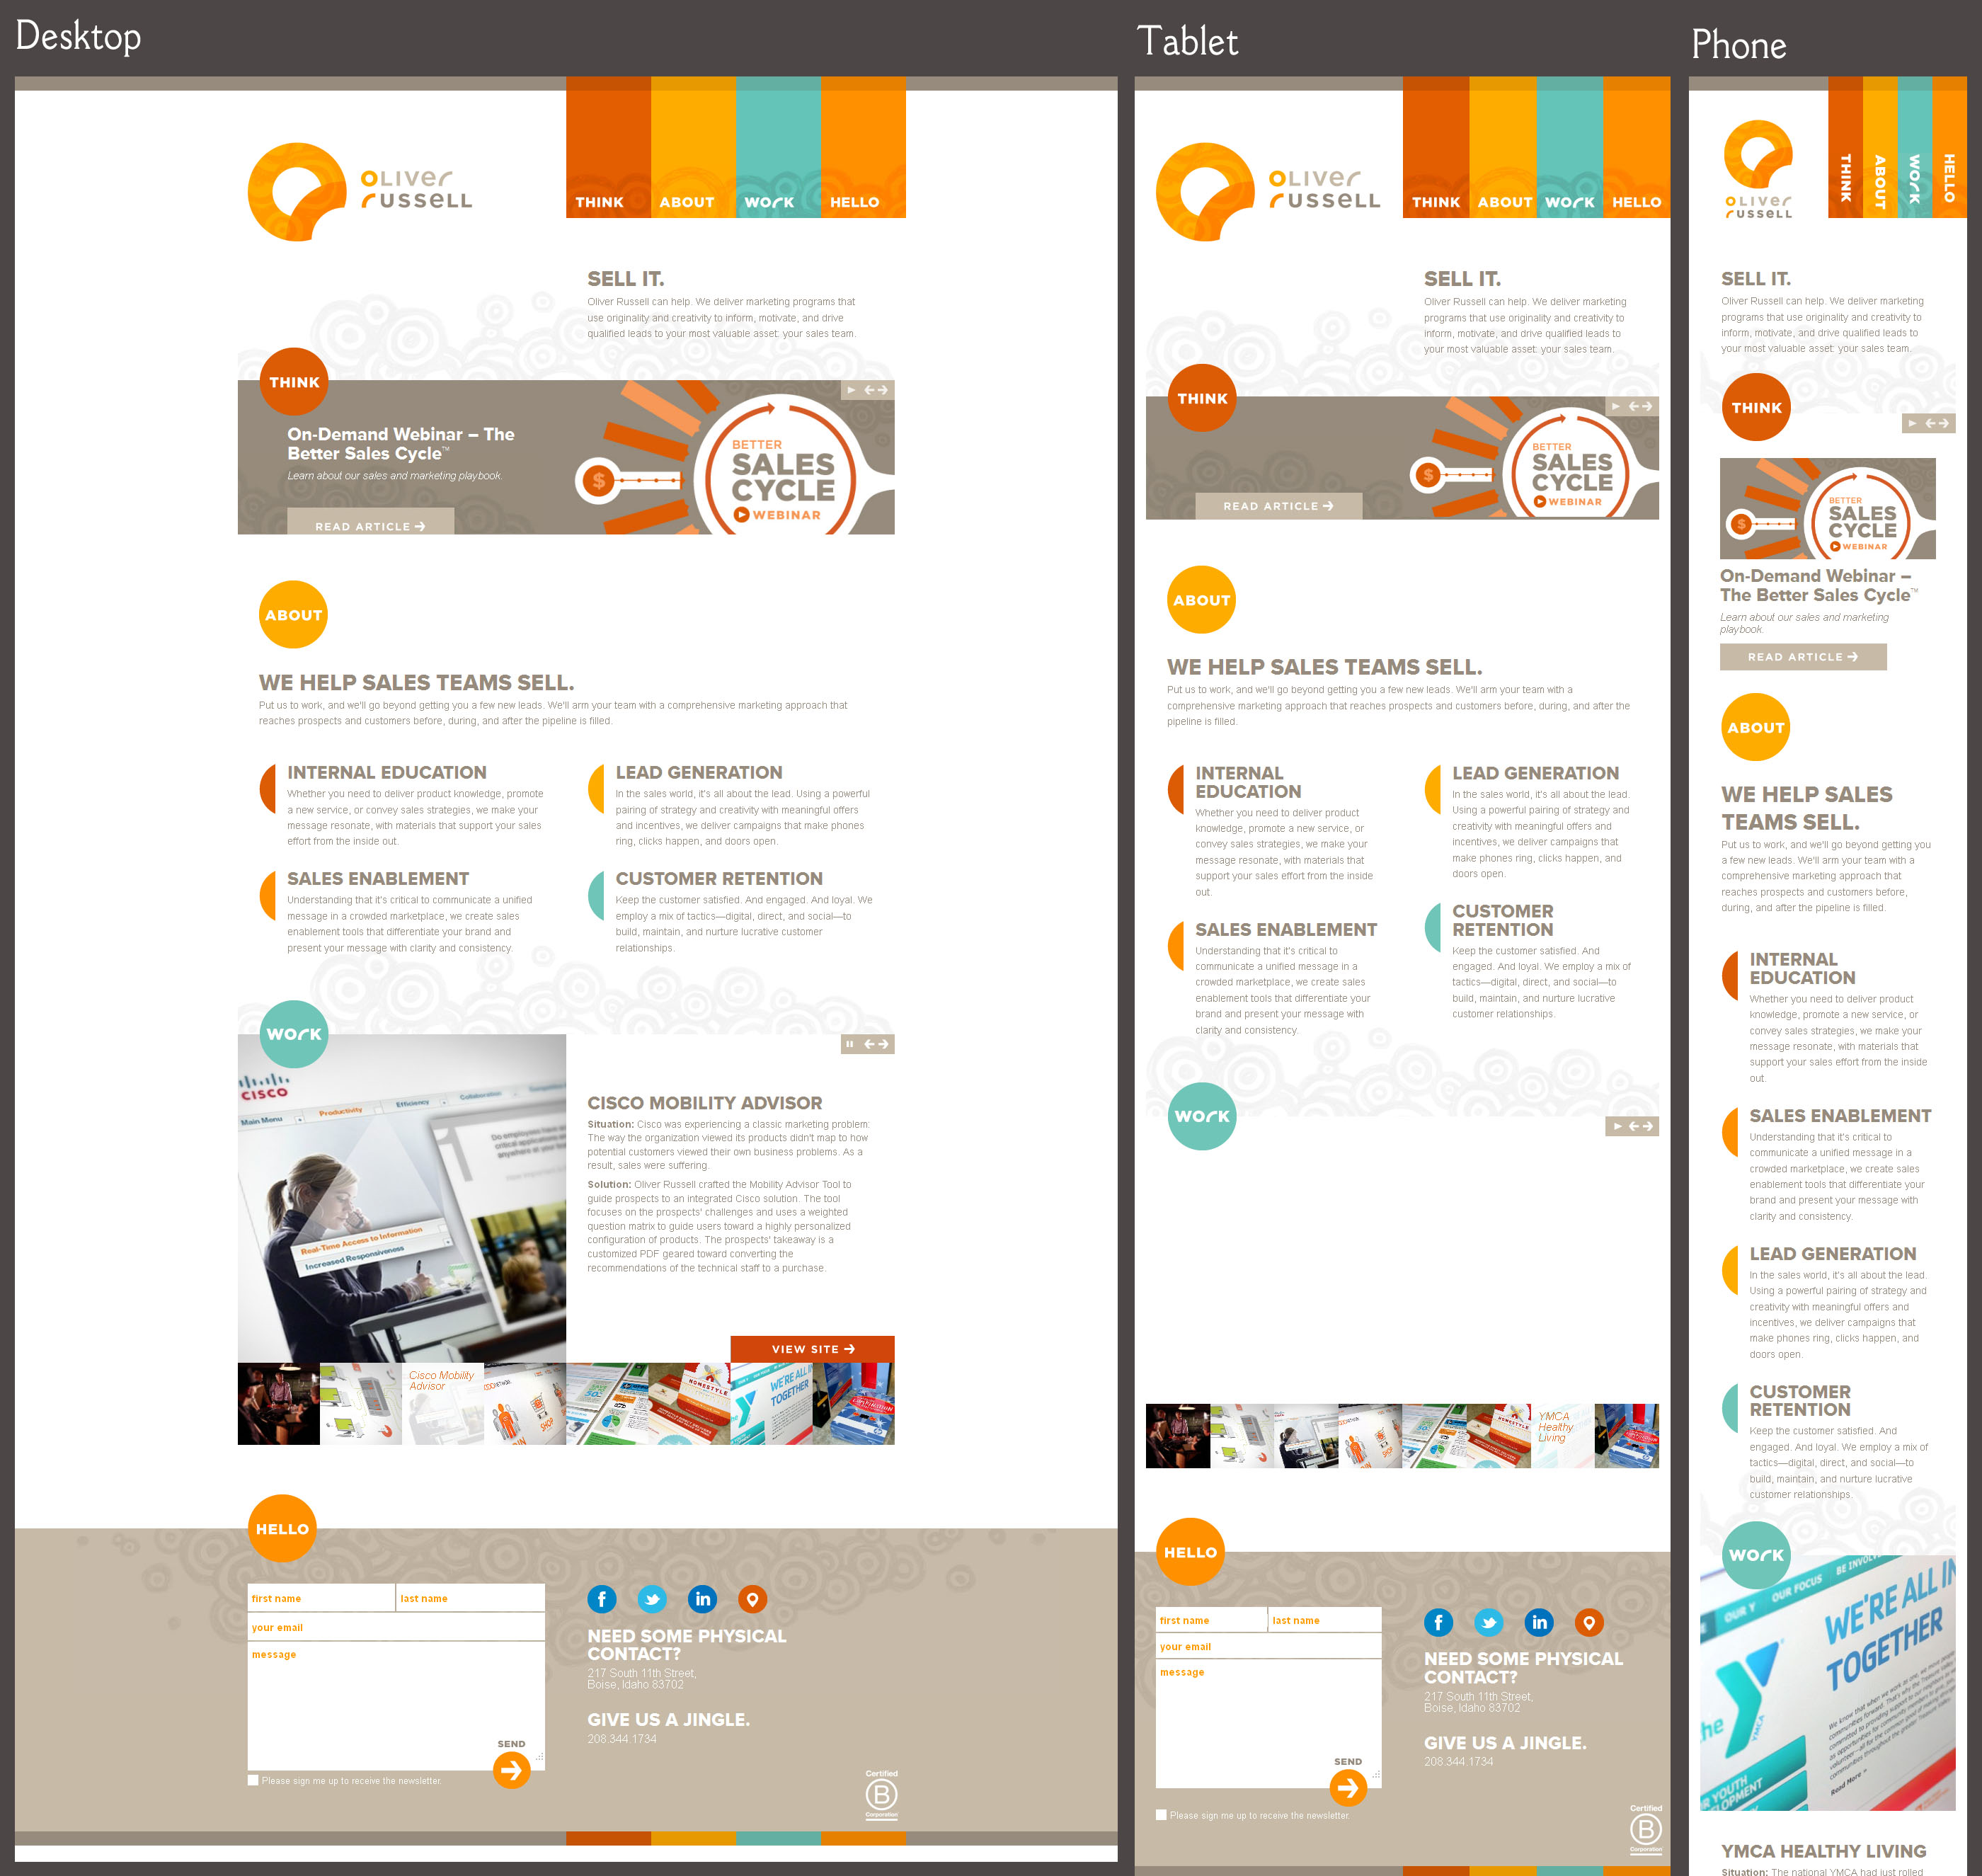 Desktop
OLIVER
RUSSELL
THINK
ABOUT
WORK
HELLO
SELL IT.
Oliver Russell can help. We deliver marketing programs that
use originality and creativity to inform, motivate, and drive
qualified leads to your most valuable asset: your sales team.
THINK
On-Demand Webinar – The
Better Sales Cycle™
Learn about our sales and marketing playbook.
READ ARTICLE
BETTER
SALES
CYCLE
WEBINAR
ABOUT
WE HELP SALES TEAMS SELL.
Put us to work, and we'll go beyond getting you a few new leads. We'll arm your team with a comprehensive marketing approach that
reaches prospects and customers before, during, and after the pipeline is filled.
INTERNAL EDUCATION
Whether you need to deliver product knowledge, promote
a new service, or convey sales strategies, we make your
message resonate, with materials that support your sales
effort from the inside out.
LEAD GENERATION
In the sales world, it's all about the lead. Using a powerful
pairing of strategy and creativity with meaningful offers
and incentives, we deliver campaigns that make phones
ring, clicks happen, and doors open.
SALES ENABLEMENT
Understanding that it's critical to communicate a unified
message in a crowded marketplace, we create sales
enablement tools that differentiate your brand and
present your message with clarity and consistency.
CUSTOMER RETENTION
Keep the customer satisfied. And engaged. And loyal. We
employ a mix of tactics—digital, direct, and social—to
build, maintain, and nurture lucrative customer
relationships.
WORK
CISCO
Main Menu
Productivity
Efficiency
Collaboration
Real-Time Access to Information
Increased Responsiveness
CISCO MOBILITY ADVISOR
Situation: Cisco was experiencing a classic marketing problem:
The way the organization viewed its products didn't map to how
potential customers viewed their own business problems. As a
result, sales were suffering.
Solution: Oliver Russell crafted the Mobility Advisor Tool to
guide prospects to an integrated Cisco solution. The tool
focuses on the prospects' challenges and uses a weighted
question matrix to guide users toward a highly personalized
configuration of products. The prospects' takeaway is a
customized PDF geared toward converting the
recommendations of the technical staff to a purchase.
VIEW SITE
Cisco Mobility
Advisor
SHOP
HOMESTYLE
WE'RE ALL IN
TOGETHER
HELLO
first name
last name
your email
message
SEND
Please sign me up to receive the newsletter.
f
in
NEED SOME PHYSICAL
CONTACT?
217 South 11th Street,
Boise, Idaho 83702
GIVE US A JINGLE.
208.344.1734
Certified
B
Corporation
Tablet
OLIVER
RUSSELL
THINK
ABOUT
WORK
HELLO
SELL IT.
Oliver Russell can help. We deliver marketing
programs that use originality and creativity to
inform, motivate, and drive qualified leads to
your most valuable asset: your sales team.
THINK
READ ARTICLE
BETTER
SALES
CYCLE
WEBINAR
ABOUT
WE HELP SALES TEAMS SELL.
Put us to work, and we'll go beyond getting you a few new leads. We'll arm your team with a
comprehensive marketing approach that reaches prospects and customers before, during, and after the
pipeline is filled.
INTERNAL
EDUCATION
Whether you need to deliver product
knowledge, promote a new service, or
convey sales strategies, we make your
message resonate, with materials that
support your sales effort from the inside
out.
SALES ENABLEMENT
Understanding that it's critical to
communicate a unified message in a
crowded marketplace, we create sales
enablement tools that differentiate your
brand and present your message with
clarity and consistency.
LEAD GENERATION
In the sales world, it's all about the lead.
Using a powerful pairing of strategy and
creativity with meaningful offers and
incentives, we deliver campaigns that
make phones ring, clicks happen, and
doors open.
CUSTOMER
RETENTION
Keep the customer satisfied. And
engaged. And loyal. We employ a mix of
tactics—digital, direct, and social—to
build, maintain, and nurture lucrative
customer relationships.
WORK
YMCA
Healthy
Living
HELLO
first name
last name
your email
message
SEND
Please sign me up to receive the newsletter.
f
in
NEED SOME PHYSICAL
CONTACT?
217 South 11th Street,
Boise, Idaho 83702
GIVE US A JINGLE.
208.344.1734
Certified
B
Corporation
Phone
OLIVER
RUSSELL
THINK
ABOUT
WORK
HELLO
SELL IT.
Oliver Russell can help. We deliver marketing
programs that use originality and creativity to
inform, motivate, and drive qualified leads to
your most valuable asset: your sales team.
THINK
BETTER
SALES
CYCLE
WEBINAR
On-Demand Webinar –
The Better Sales Cycle™
Learn about our sales and marketing
playbook.
READ ARTICLE
ABOUT
WE HELP SALES
TEAMS SELL.
Put us to work, and we'll go beyond getting you
a few new leads. We'll arm your team with a
comprehensive marketing approach that
reaches prospects and customers before,
during, and after the pipeline is filled.
INTERNAL
EDUCATION
Whether you need to deliver product
knowledge, promote a new service, or
convey sales strategies, we make your
message resonate, with materials that
support your sales effort from the inside
out.
SALES ENABLEMENT
Understanding that it's critical to
communicate a unified message in a
crowded marketplace, we create sales
enablement tools that differentiate your
brand and present your message with
clarity and consistency.
LEAD GENERATION
In the sales world, it's all about the lead.
Using a powerful pairing of strategy and
creativity with meaningful offers and
incentives, we deliver campaigns that
make phones ring, clicks happen, and
doors open.
CUSTOMER
RETENTION
Keep the customer satisfied. And
engaged. And loyal. We employ a mix of
tactics—digital, direct, and social—to
build, maintain, and nurture lucrative
customer relationships.
WORK
OUR Y
OUR FOCUS
BE INVOLV
WE'RE ALL IN
TOGETHER
the
YMCA
Read More »
YMCA HEALTHY LIVING
Situation: The national YMCA had just rolled